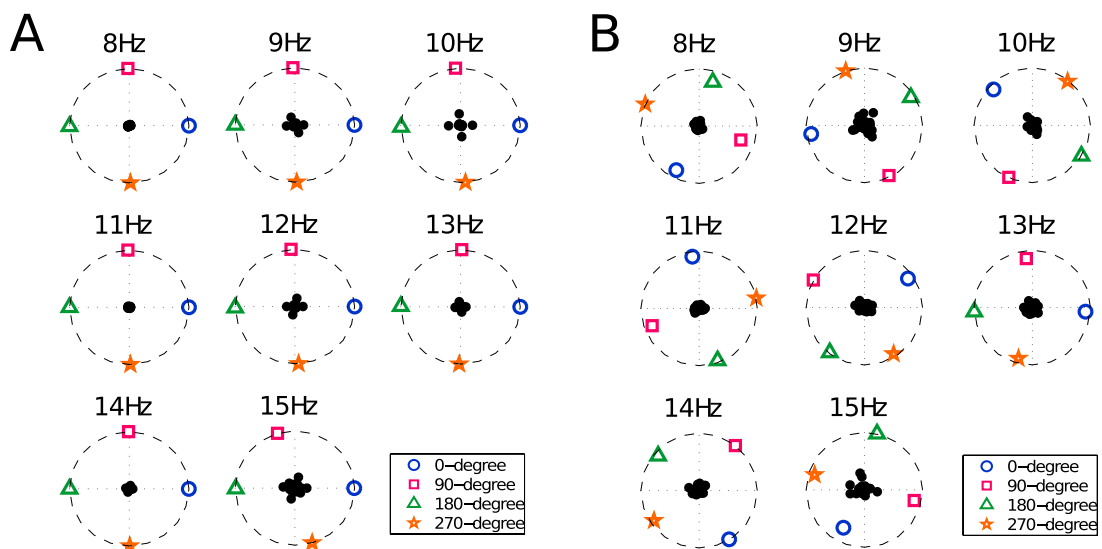 A
8Hz 9Hz 10Hz
11Hz 12Hz 13Hz
14Hz 15Hz
0-degree
90-degree
180-degree
270-degree
B
8Hz 9Hz 10Hz
11Hz 12Hz 13Hz
14Hz 15Hz
0-degree
90-degree
180-degree
270-degree